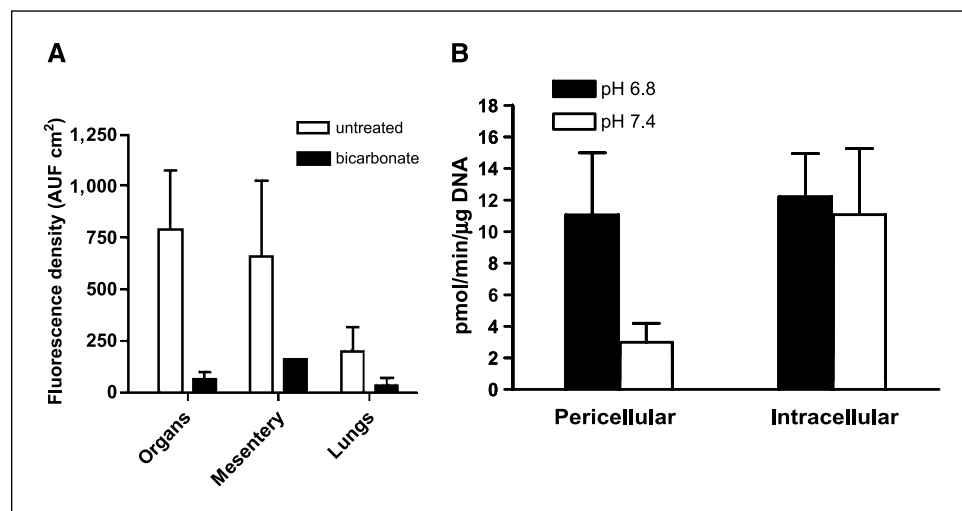 A
untreated
bicarbonate
Fluorescence density (AUF cm²)
1,250
1,000
750
500
250
0
Organs
Mesentery
Lungs
B
pH 6.8
pH 7.4
pmol/min/µg DNA
18
16
14
12
10
8
6
4
2
0
Pericellular
Intracellular